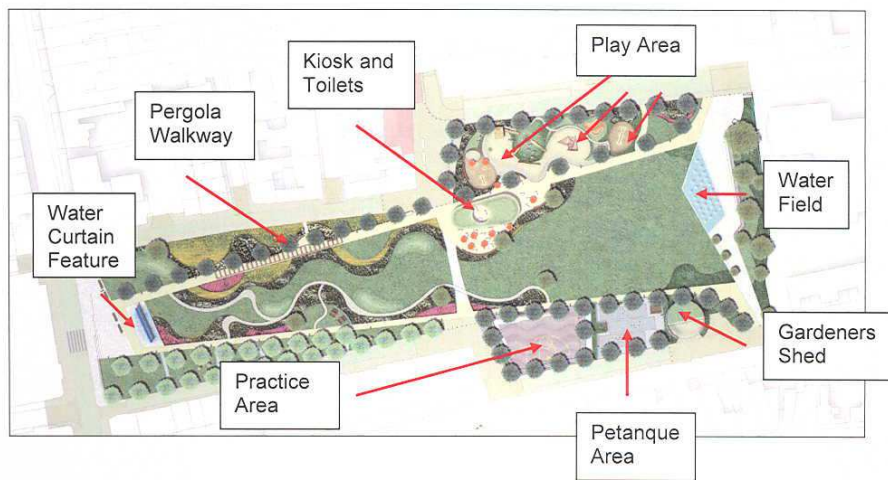 Kiosk and
Toilets
Play Area
Pergola
Walkway
Water
Field
Water
Curtain
Feature
Gardeners
Shed
Practice
Area
Petanque
Area